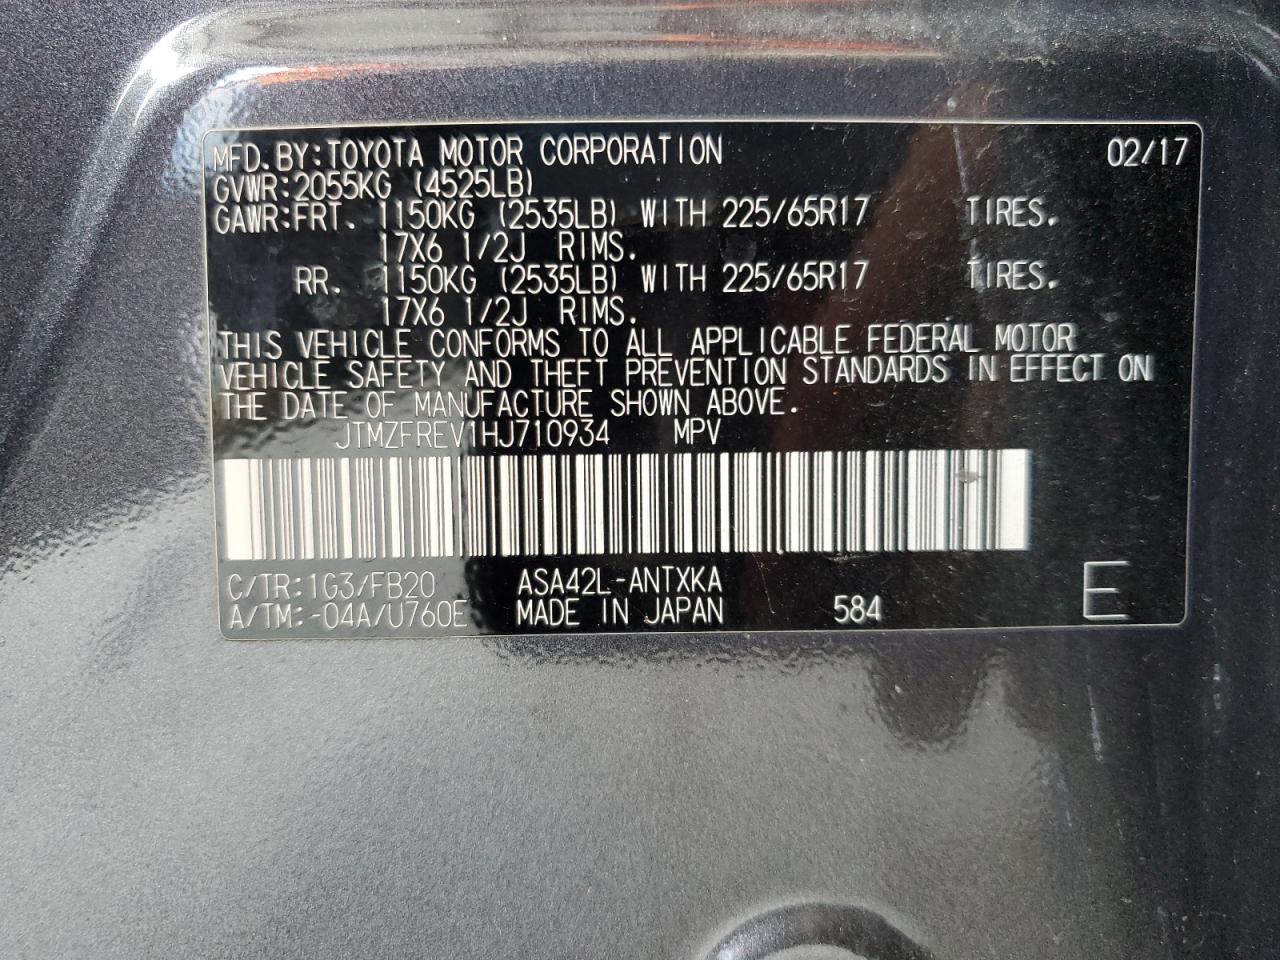 MFD.BY:TOYOTA MOTOR CORPORATION 02/17
GVWR:2055KG (4525LB)
GAWR:FRT. 1150KG (2535LB) WITH 225/65R17 TIRES.
17X6 1/2J RIMS.
RR. 1150KG (2535LB) WITH 225/65R17 TIRES.
17X6 1/2J RIMS.
THIS VEHICLE CONFORMS TO ALL APPLICABLE FEDERAL MOTOR
VEHICLE SAFETY AND THEFT PREVENTION STANDARDS IN EFFECT ON
THE DATE OF MANUFACTURE SHOWN ABOVE.
JTMZFREV1HJ710934 MPV
C/TR:1G3/FB20 ASA42L-ANTXKA
A/TM:-04A/U760E MADE IN JAPAN 584 E